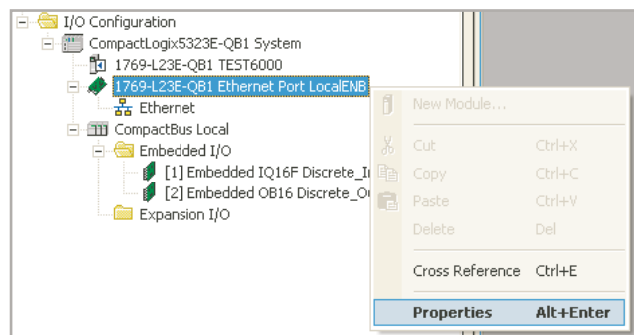 I/O Configuration
CompactLogix5323E-QB1 System
1769-L23E-QB1 TEST6000
1769-L23E-QB1 Ethernet Port LocalENB
Ethernet
CompactBus Local
Embedded I/O
[1] Embedded IQ16F Discrete_I
[2] Embedded OB16 Discrete_O
Expansion I/O
New Module...
Cut Ctrl+X
Copy Ctrl+C
Paste Ctrl+V
Delete Del
Cross Reference Ctrl+E
Properties Alt+Enter